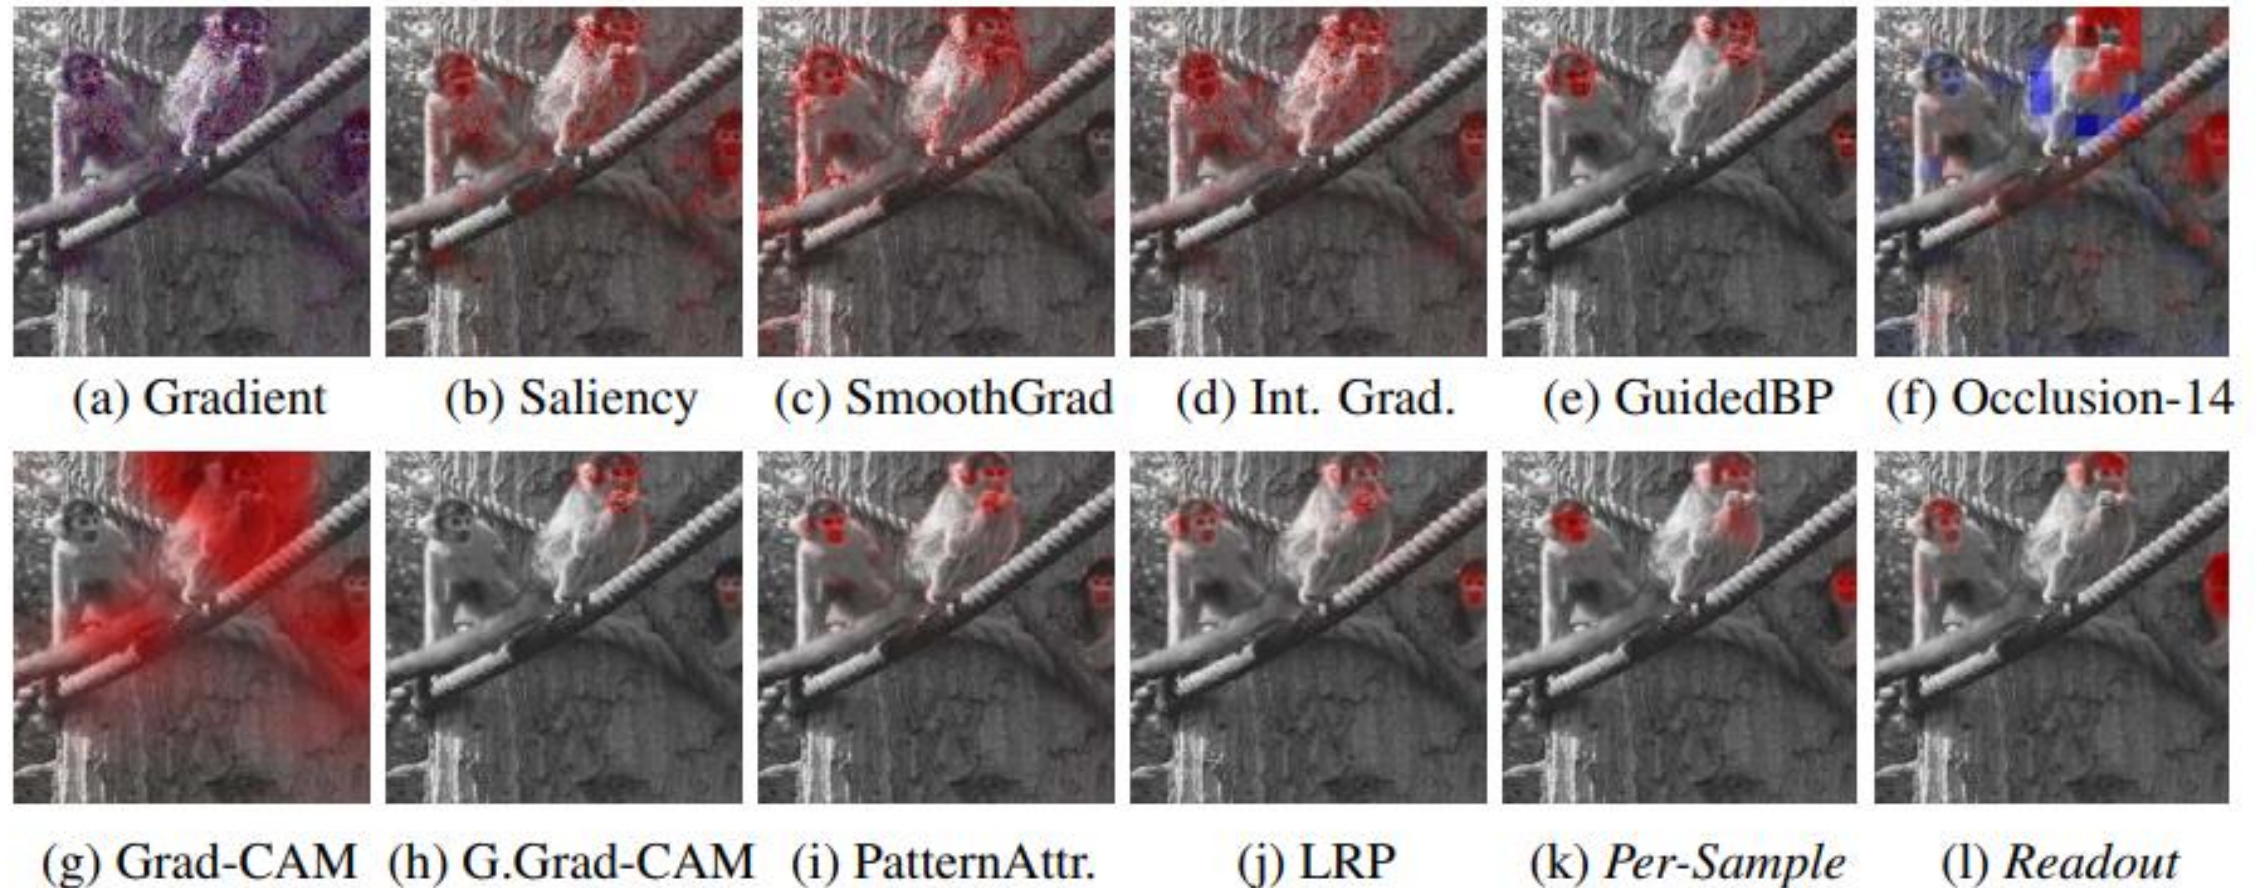 (a) Gradient (b) Saliency (c) SmoothGrad (d) Int. Grad. (e) GuidedBP (f) Occlusion-14
(g) Grad-CAM (h) G.Grad-CAM (i) PatternAttr. (j) LRP (k) Per-Sample (l) Readout